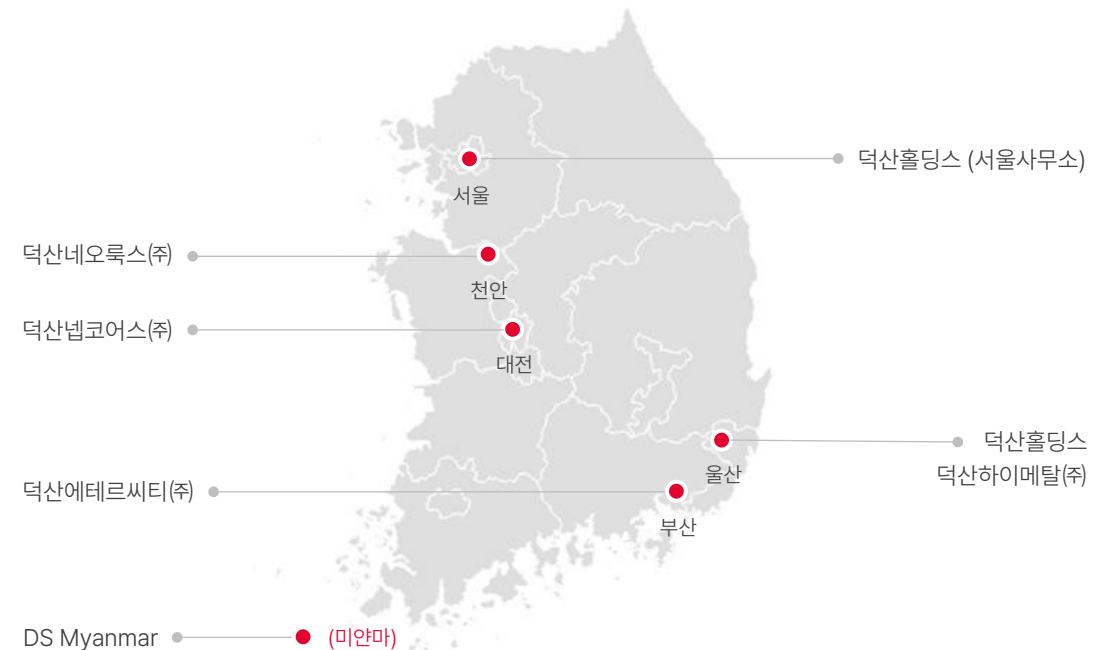 덕산홀딩스 (서울사무소)
서울
덕산네오룩스㈜
천안
덕산넵코어스㈜
대전
덕산홀딩스
덕산하이메탈㈜
울산
덕산에테르씨티㈜
부산
DS Myanmar
(미얀마)